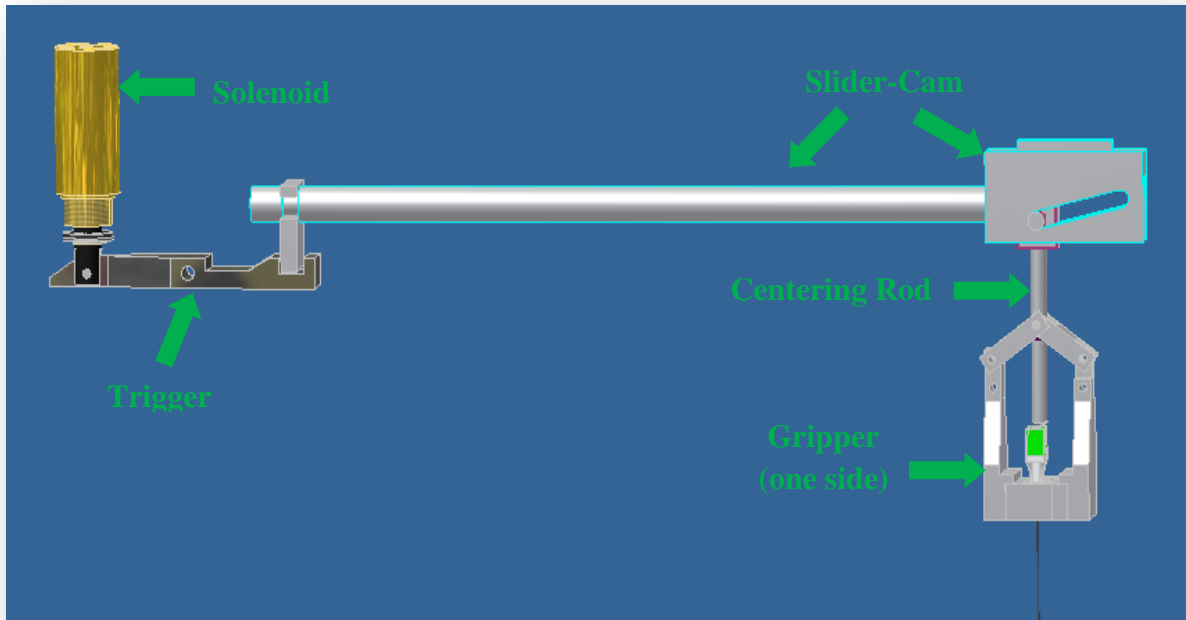 Solenoid
Slider-Cam
Centering Rod
Trigger
Gripper
(one side)